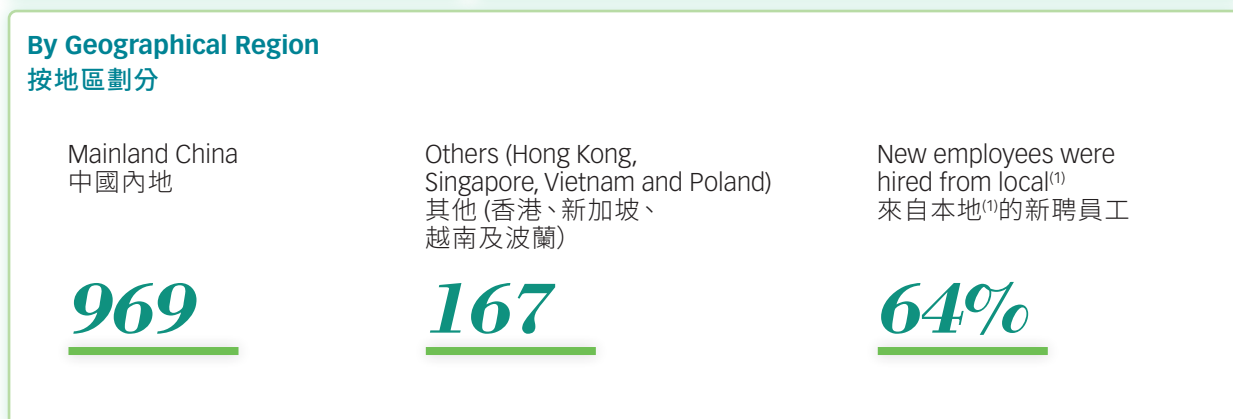 By Geographical Region
按地區劃分
Mainland China
中國內地
969
Others (Hong Kong,
Singapore, Vietnam and Poland)
其他 (香港、新加坡、
越南及波蘭)
167
New employees were
hired from local(1)
來自本地(1)的新聘員工
64%